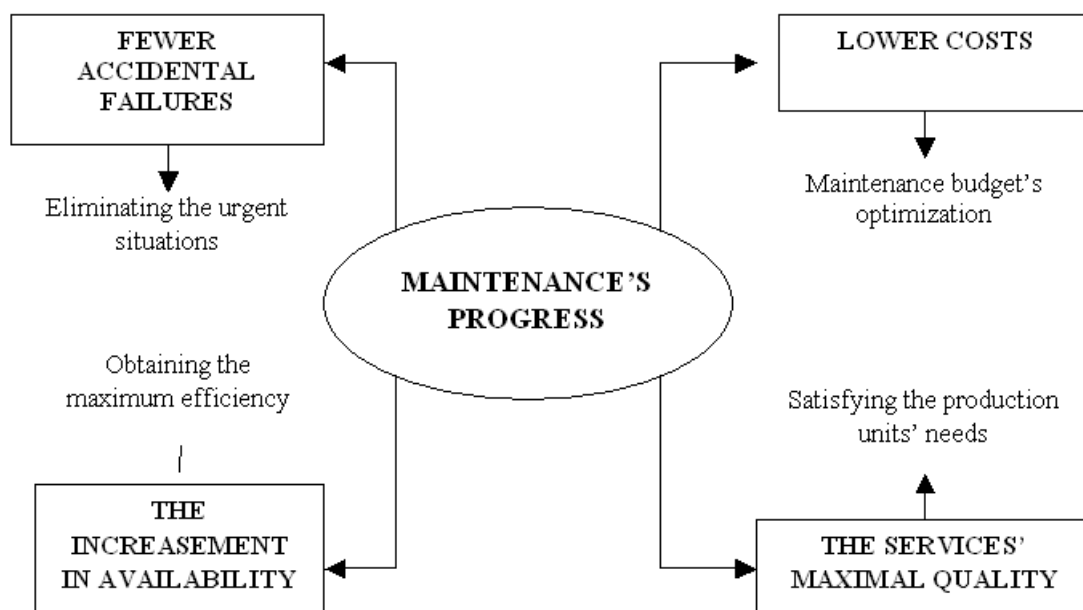 FEWER
ACCIDENTAL
FAILURES
LOWER COSTS
Eliminating the urgent
situations
Maintenance budget's
optimization
MAINTENANCE'S
PROGRESS
Obtaining the
maximum efficiency
Satisfying the production
units' needs
THE
INCREASEMENT
IN AVAILABILITY
THE SERVICES'
MAXIMAL QUALITY